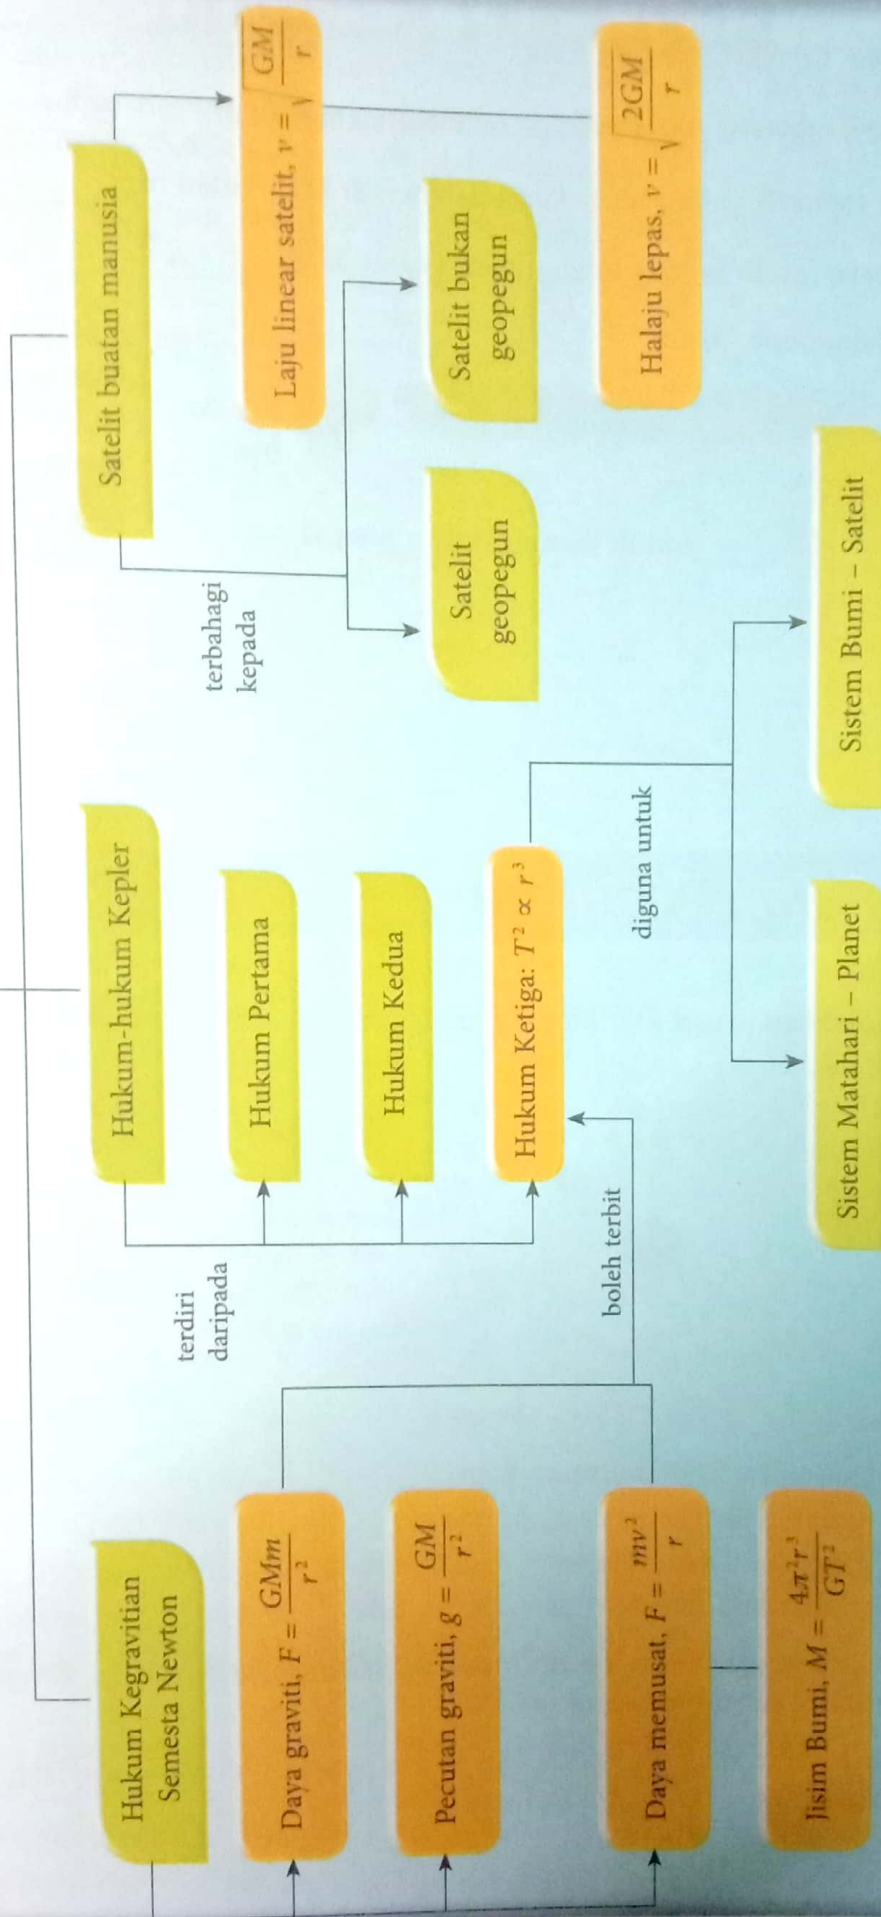 Hukum Kegravitian
Semesta Newton
Daya graviti, F = GMm/r²
Pecutan graviti, g = GM/r²
Daya memusat, F = mv²/r
Jisim Bumi, M = 4π²r³/GT²
boleh terbit
Hukum-hukum Kepler
terdiri
daripada
Hukum Pertama
Hukum Kedua
Hukum Ketiga: T² ∝ r³
diguna untuk
Sistem Matahari – Planet
Sistem Bumi – Satelit
Satelit buatan manusia
terbahagi
kepada
Satelit
geopegun
Satelit bukan
geopegun
Laju linear satelit, v = √(GM/r)
Halaju lepas, v = √(2GM/r)